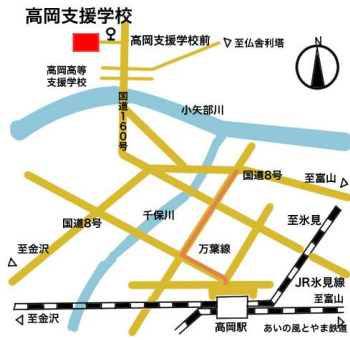 高岡支援学校
高岡支援学校前
至仏舎利塔
N
高岡高等
支援学校
国道160号
小矢部川
国道8号
至富山
千保川
国道8号
至氷見
万葉線
至金沢
JR氷見線
至富山
至金沢
高岡駅
あいの風とやま鉄道